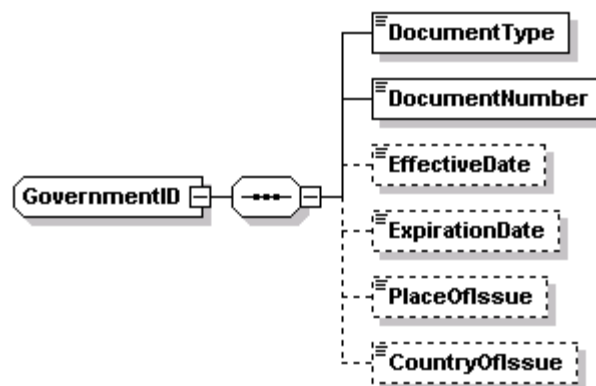 DocumentType
DocumentNumber
EffectiveDate
GovernmentID
ExpirationDate
PlaceOfIssue
CountryOfIssue